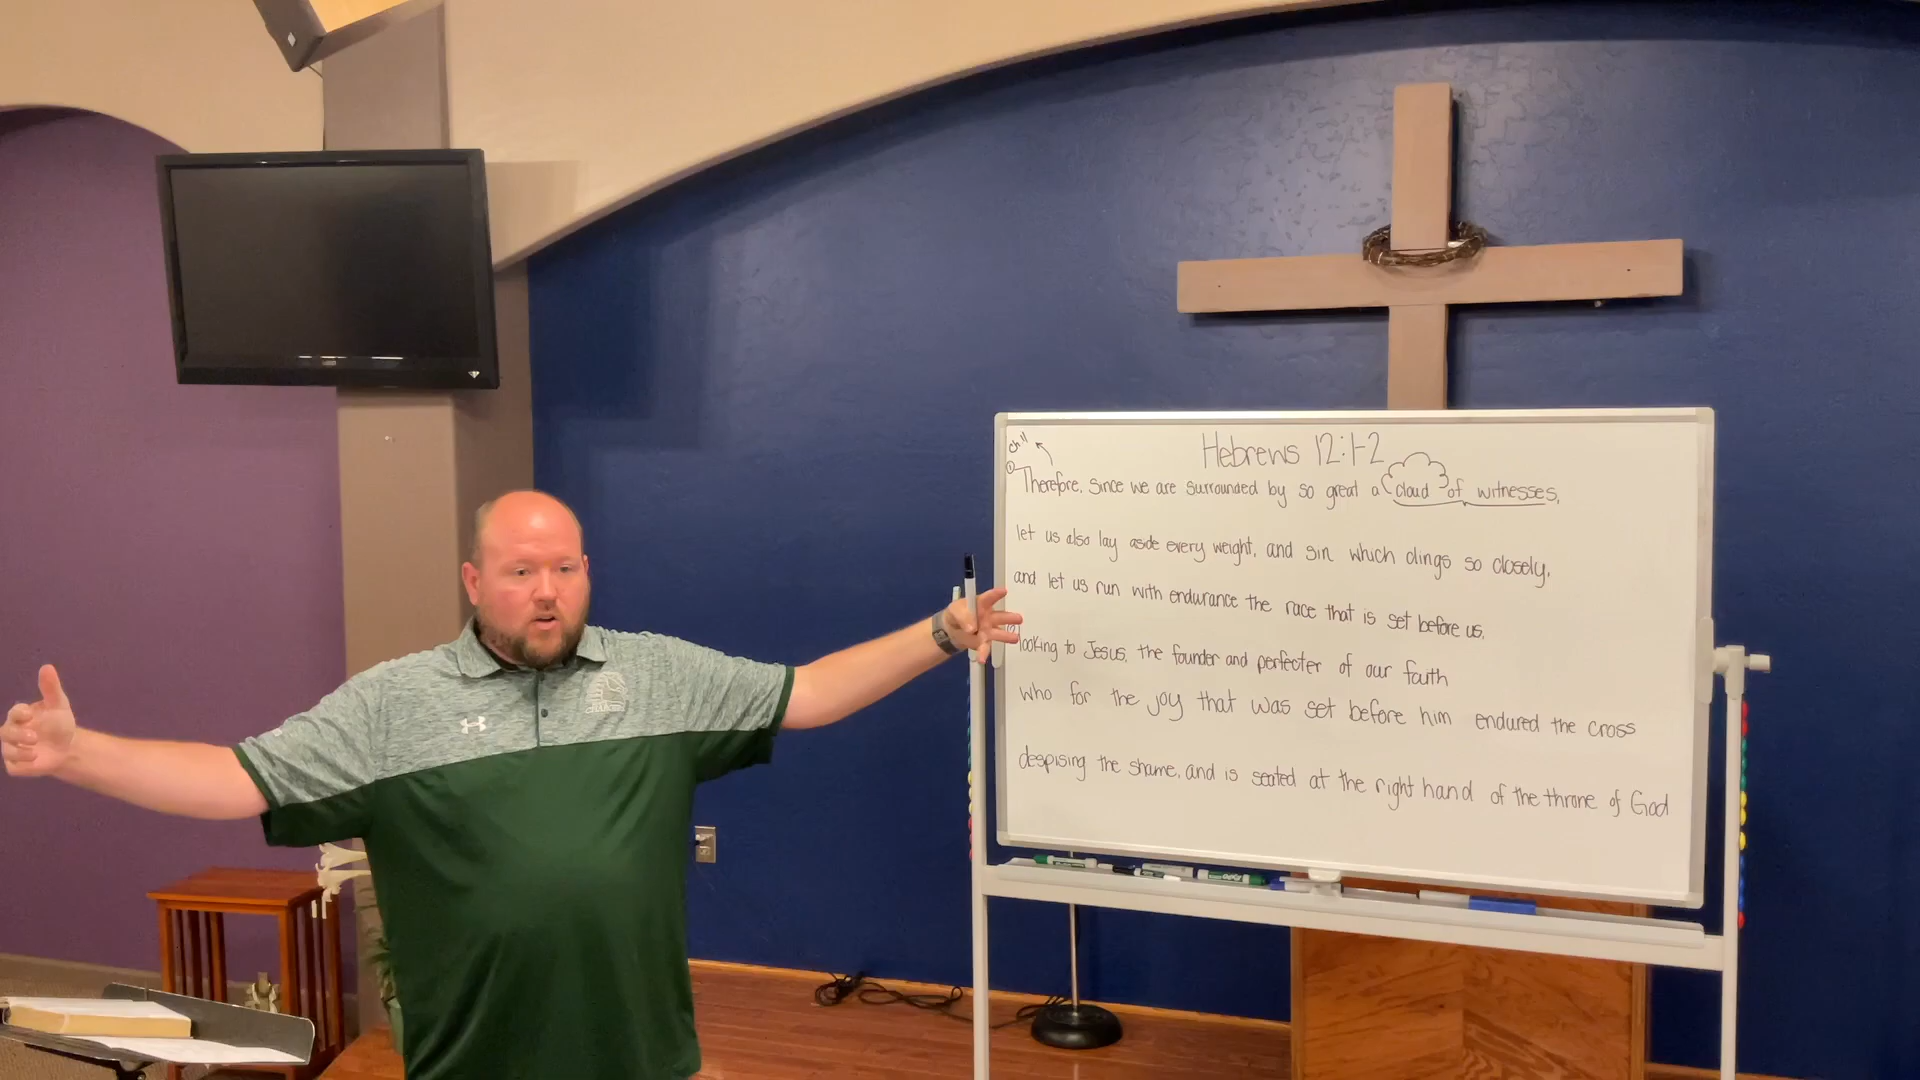 Hebrews 12:1-2
Ch. 11
① Therefore, since we are surrounded by so great a cloud of witnesses,
let us also lay aside every weight, and sin which clings so closely,
and let us run with endurance the race that is set before us,
looking to Jesus, the founder and perfecter of our faith
who for the joy that was set before him endured the cross
despising the shame, and is seated at the right hand of the throne of God